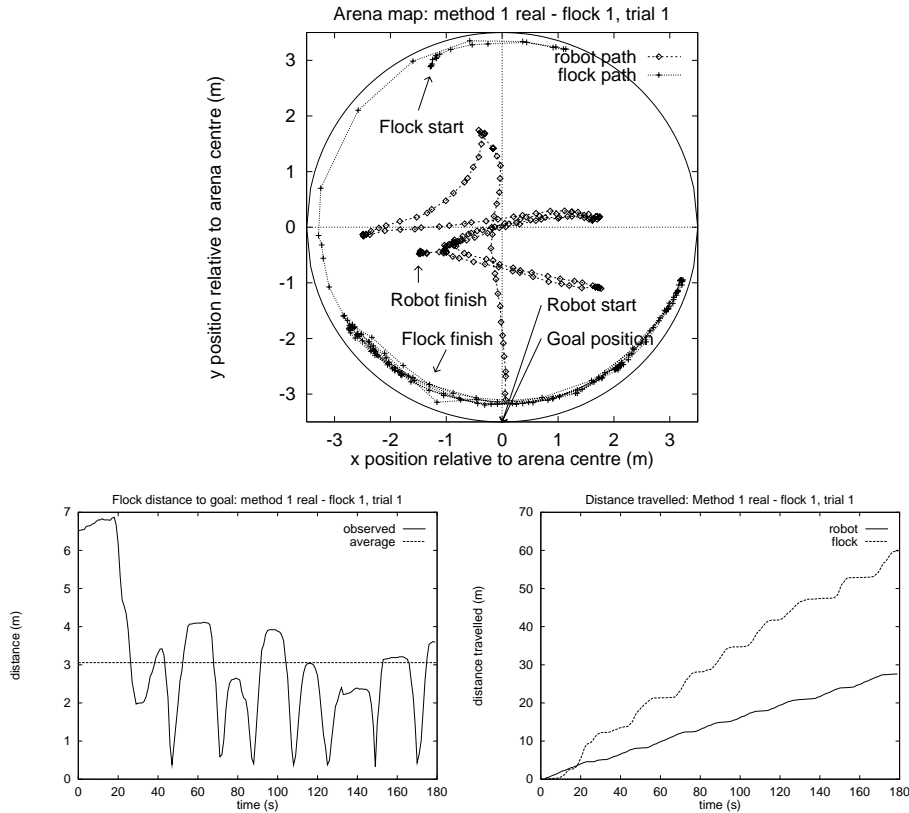 Arena map: method 1 real - flock 1, trial 1
robot path
flock path
Flock start
Robot finish
Robot start
Flock finish
Goal position
y position relative to arena centre (m)
3
2
1
0
-1
-2
-3
-3 -2 -1 0 1 2 3
x position relative to arena centre (m)
Flock distance to goal: method 1 real - flock 1, trial 1
observed
average
distance (m)
7
6
5
4
3
2
1
0
0 20 40 60 80 100 120 140 160 180
time (s)
Distance travelled: Method 1 real - flock 1, trial 1
robot
flock
distance travelled (m)
70
60
50
40
30
20
10
0
0 20 40 60 80 100 120 140 160 180
time (s)